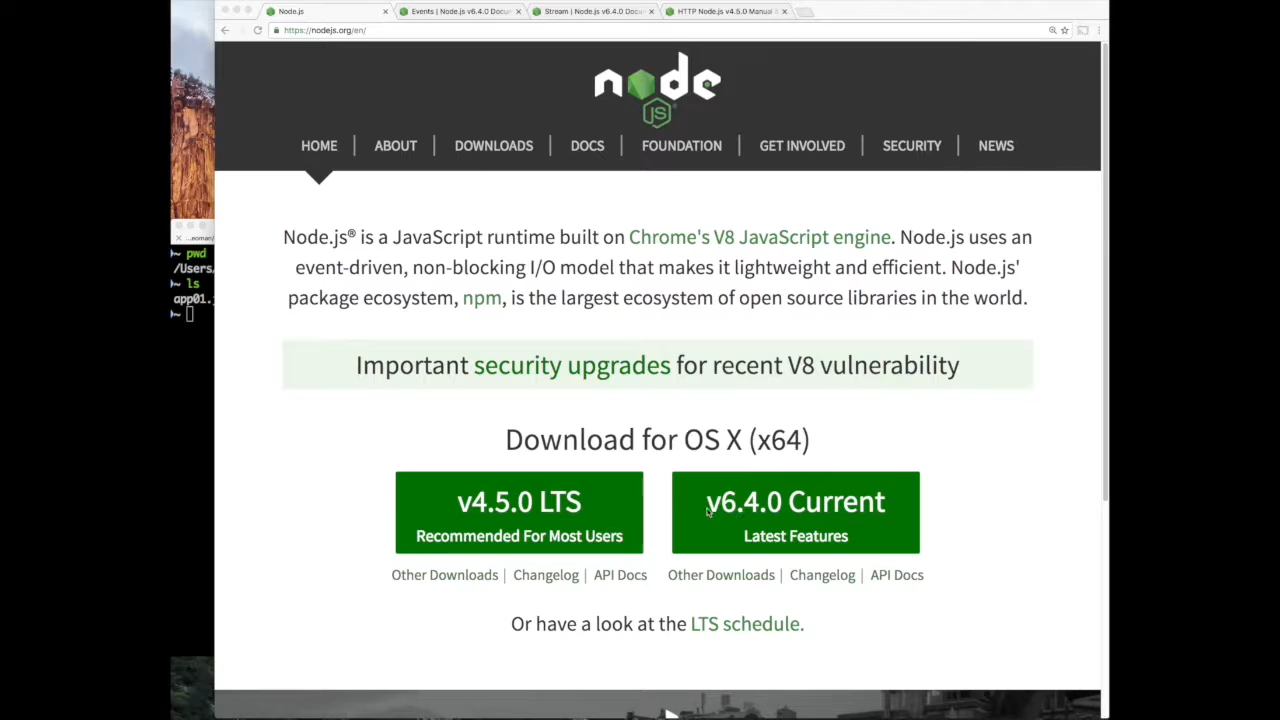 Node.js
Events | Node.js v6.4.0 Docu
Stream | Node.js v6.4.0 Docu
HTTP Node.js v4.5.0 Manual &
https://nodejs.org/en/
node
JS
HOME
ABOUT
DOWNLOADS
DOCS
FOUNDATION
GET INVOLVED
SECURITY
NEWS
~ pwd
/Users/
~ ls
app01.j
~
Node.js® is a JavaScript runtime built on Chrome's V8 JavaScript engine. Node.js uses an
event-driven, non-blocking I/O model that makes it lightweight and efficient. Node.js'
package ecosystem, npm, is the largest ecosystem of open source libraries in the world.
Important security upgrades for recent V8 vulnerability
Download for OS X (x64)
v4.5.0 LTS
Recommended For Most Users
v6.4.0 Current
Latest Features
Other Downloads | Changelog | API Docs
Other Downloads | Changelog | API Docs
Or have a look at the LTS schedule.